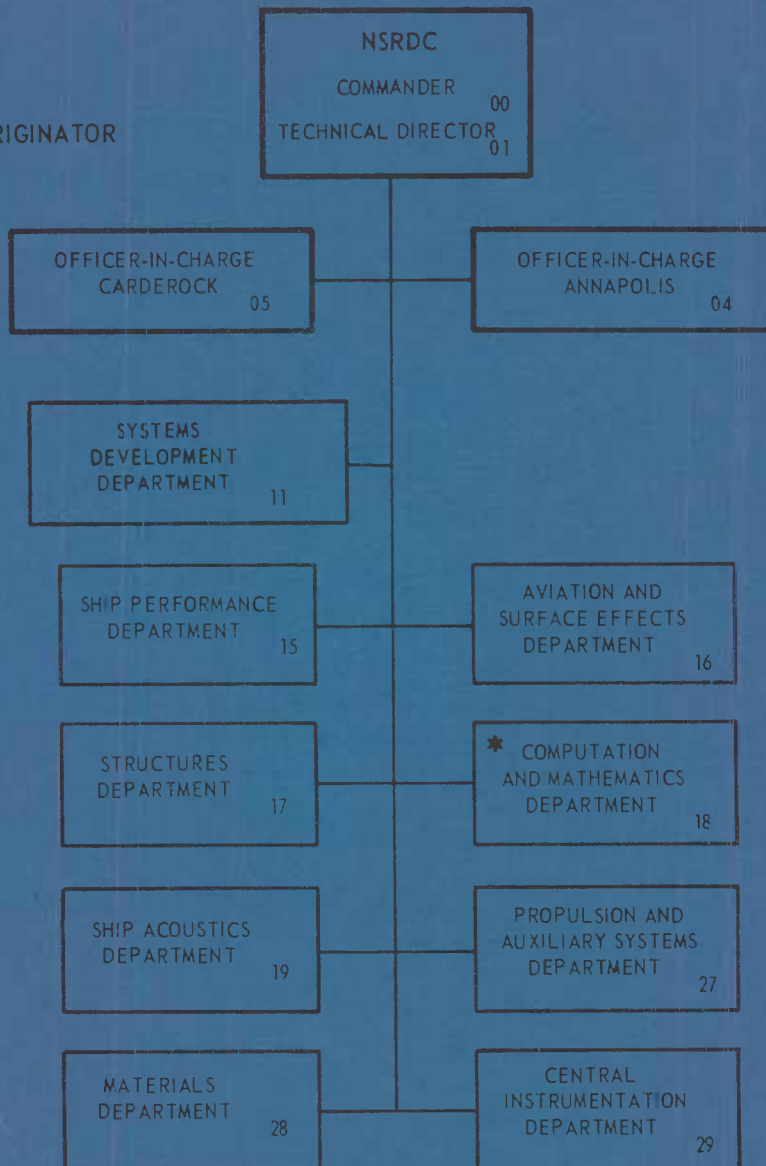 NSRDC
COMMANDER
00
TECHNICAL DIRECTOR
01
RIGINATOR
OFFICER-IN-CHARGE
CARDEROCK
05
OFFICER-IN-CHARGE
ANNAPOLIS
04
SYSTEMS
DEVELOPMENT
DEPARTMENT
11
SHIP PERFORMANCE
DEPARTMENT
15
AVIATION AND
SURFACE EFFECTS
DEPARTMENT
16
STRUCTURES
DEPARTMENT
17
* COMPUTATION
AND MATHEMATICS
DEPARTMENT
18
SHIP ACOUSTICS
DEPARTMENT
19
PROPULSION AND
AUXILIARY SYSTEMS
DEPARTMENT
27
MATERIALS
DEPARTMENT
28
CENTRAL
INSTRUMENTATION
DEPARTMENT
29